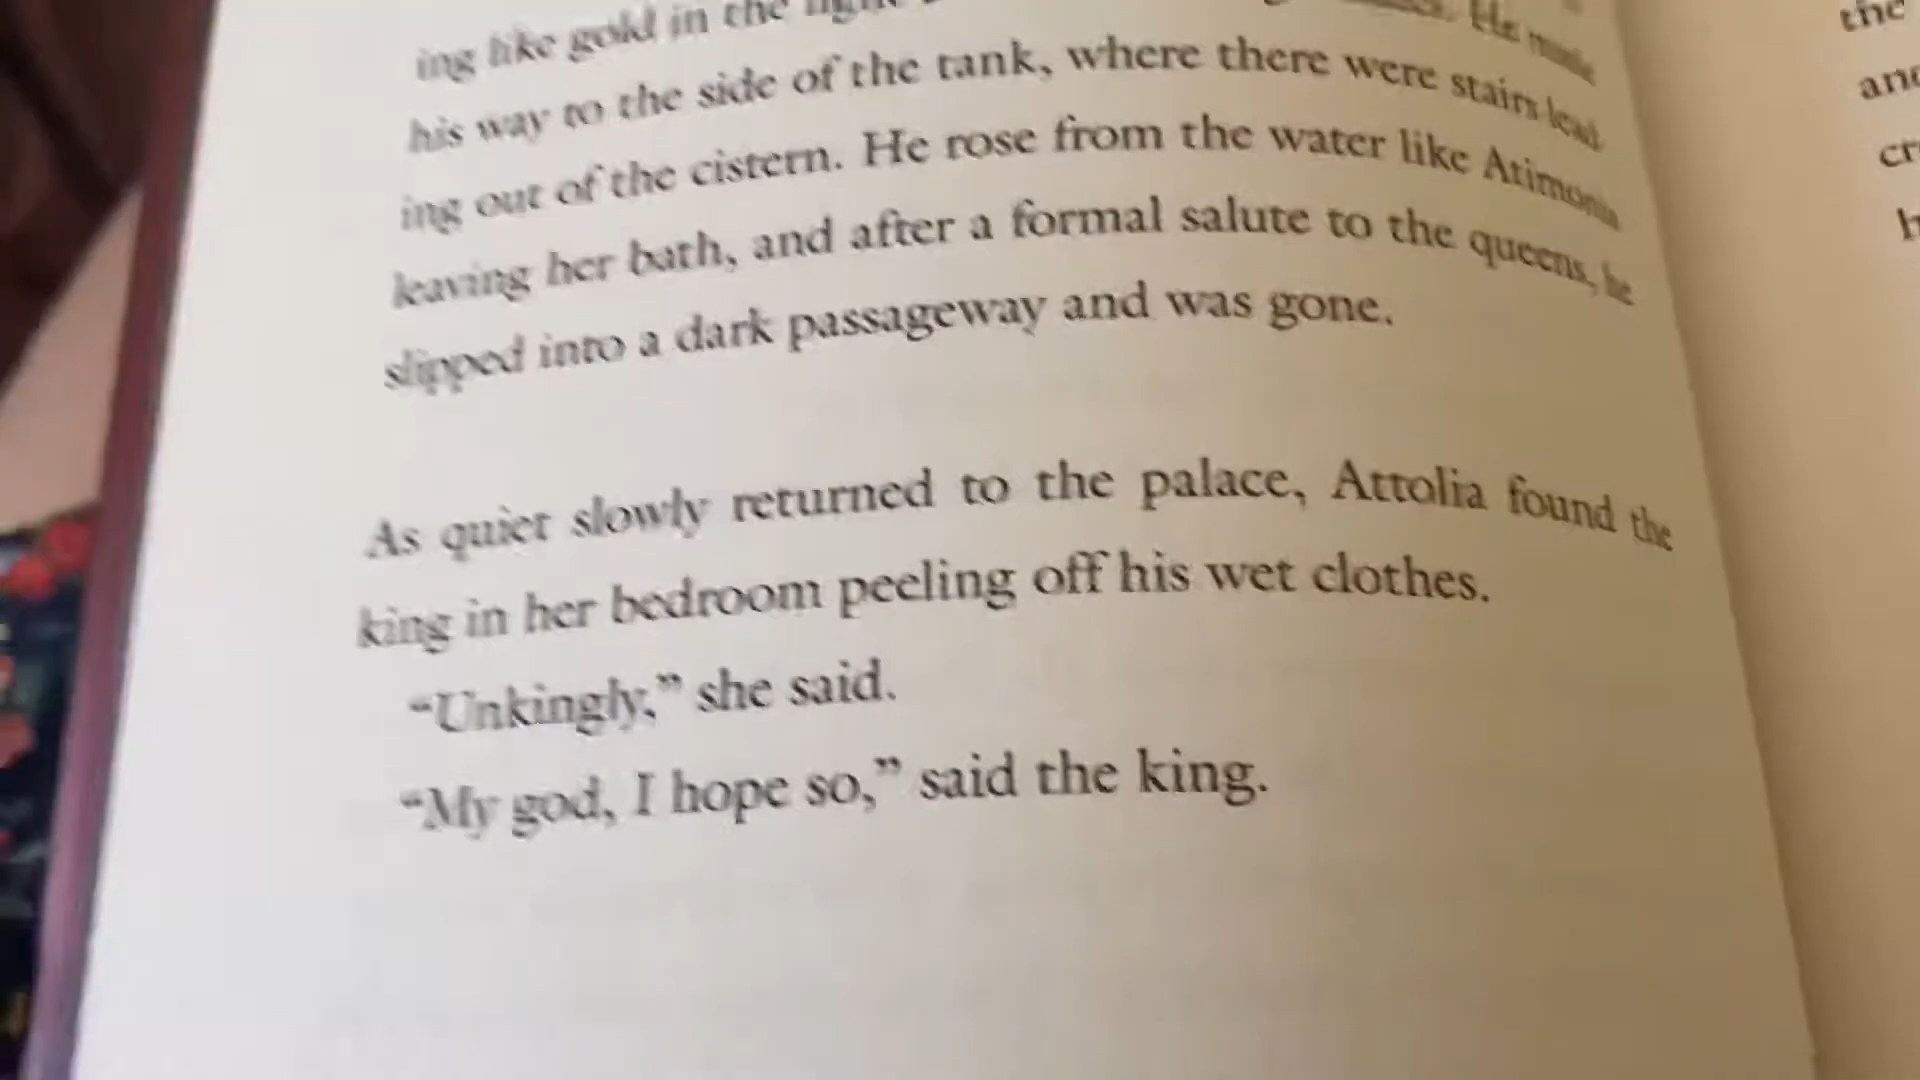 ing like gold in the light
He made
his way to the side of the tank, where there were stairs lead-
ing out of the cistern. He rose from the water like Atimonia
leaving her bath, and after a formal salute to the queens, he
slipped into a dark passageway and was gone.
As quiet slowly returned to the palace, Attolia found the
king in her bedroom peeling off his wet clothes.
“Unkingly,” she said.
“My god, I hope so,” said the king.
the